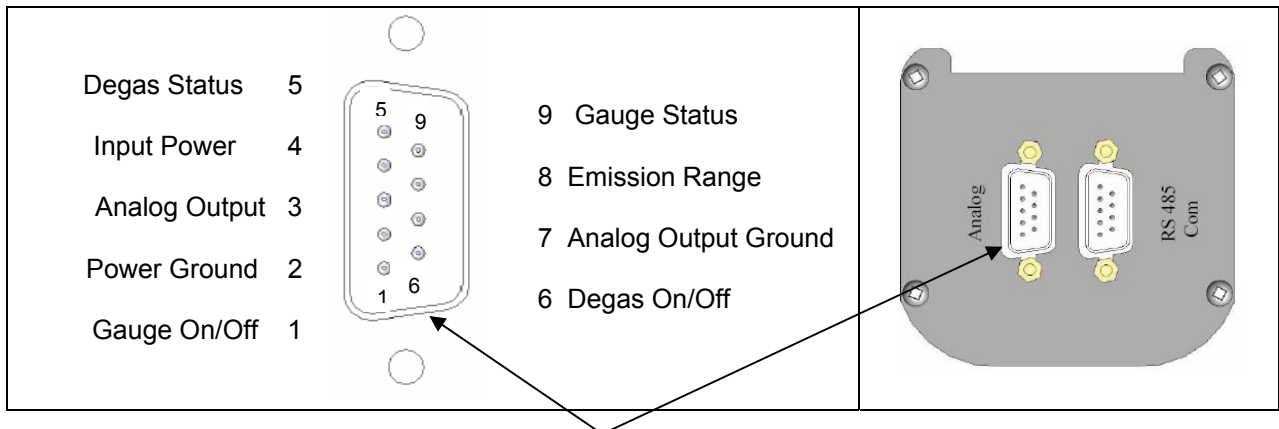 Degas Status 5
Input Power 4
Analog Output 3
Power Ground 2
Gauge On/Off 1
5
9
1
6
9 Gauge Status
8 Emission Range
7 Analog Output Ground
6 Degas On/Off
Analog
RS 485
Com